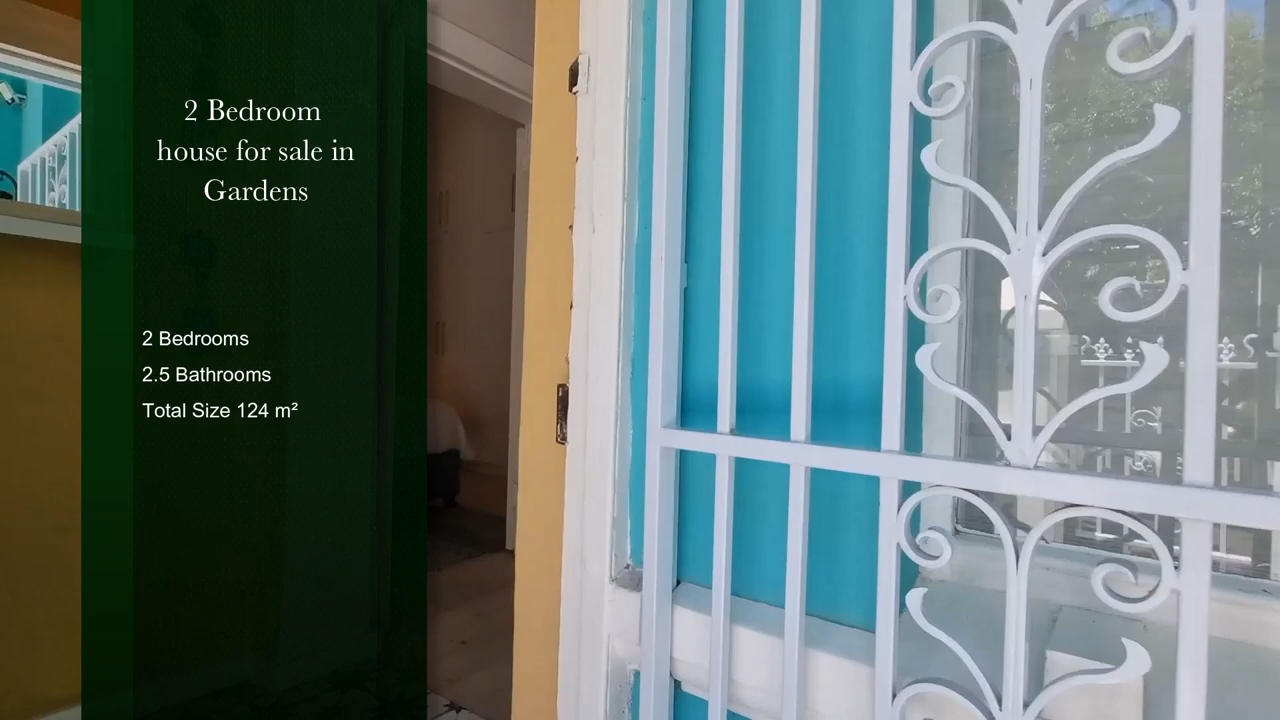 2 Bedroom
house for sale in
Gardens
2 Bedrooms
2.5 Bathrooms
Total Size 124 m²